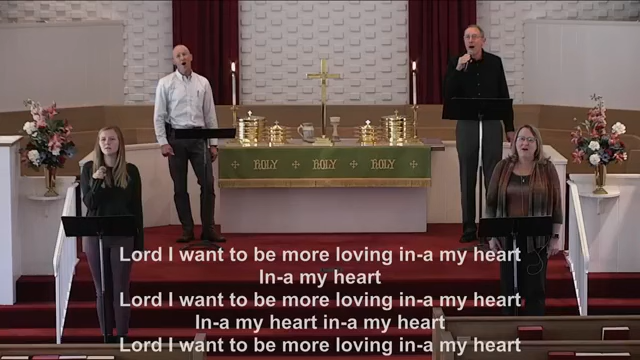 HOLY HOLY HOLY
Lord I want to be more loving in-a my heart
In-a my heart
Lord I want to be more loving in-a my heart
In-a my heart in-a my heart
Lord I want to be more loving in-a my heart